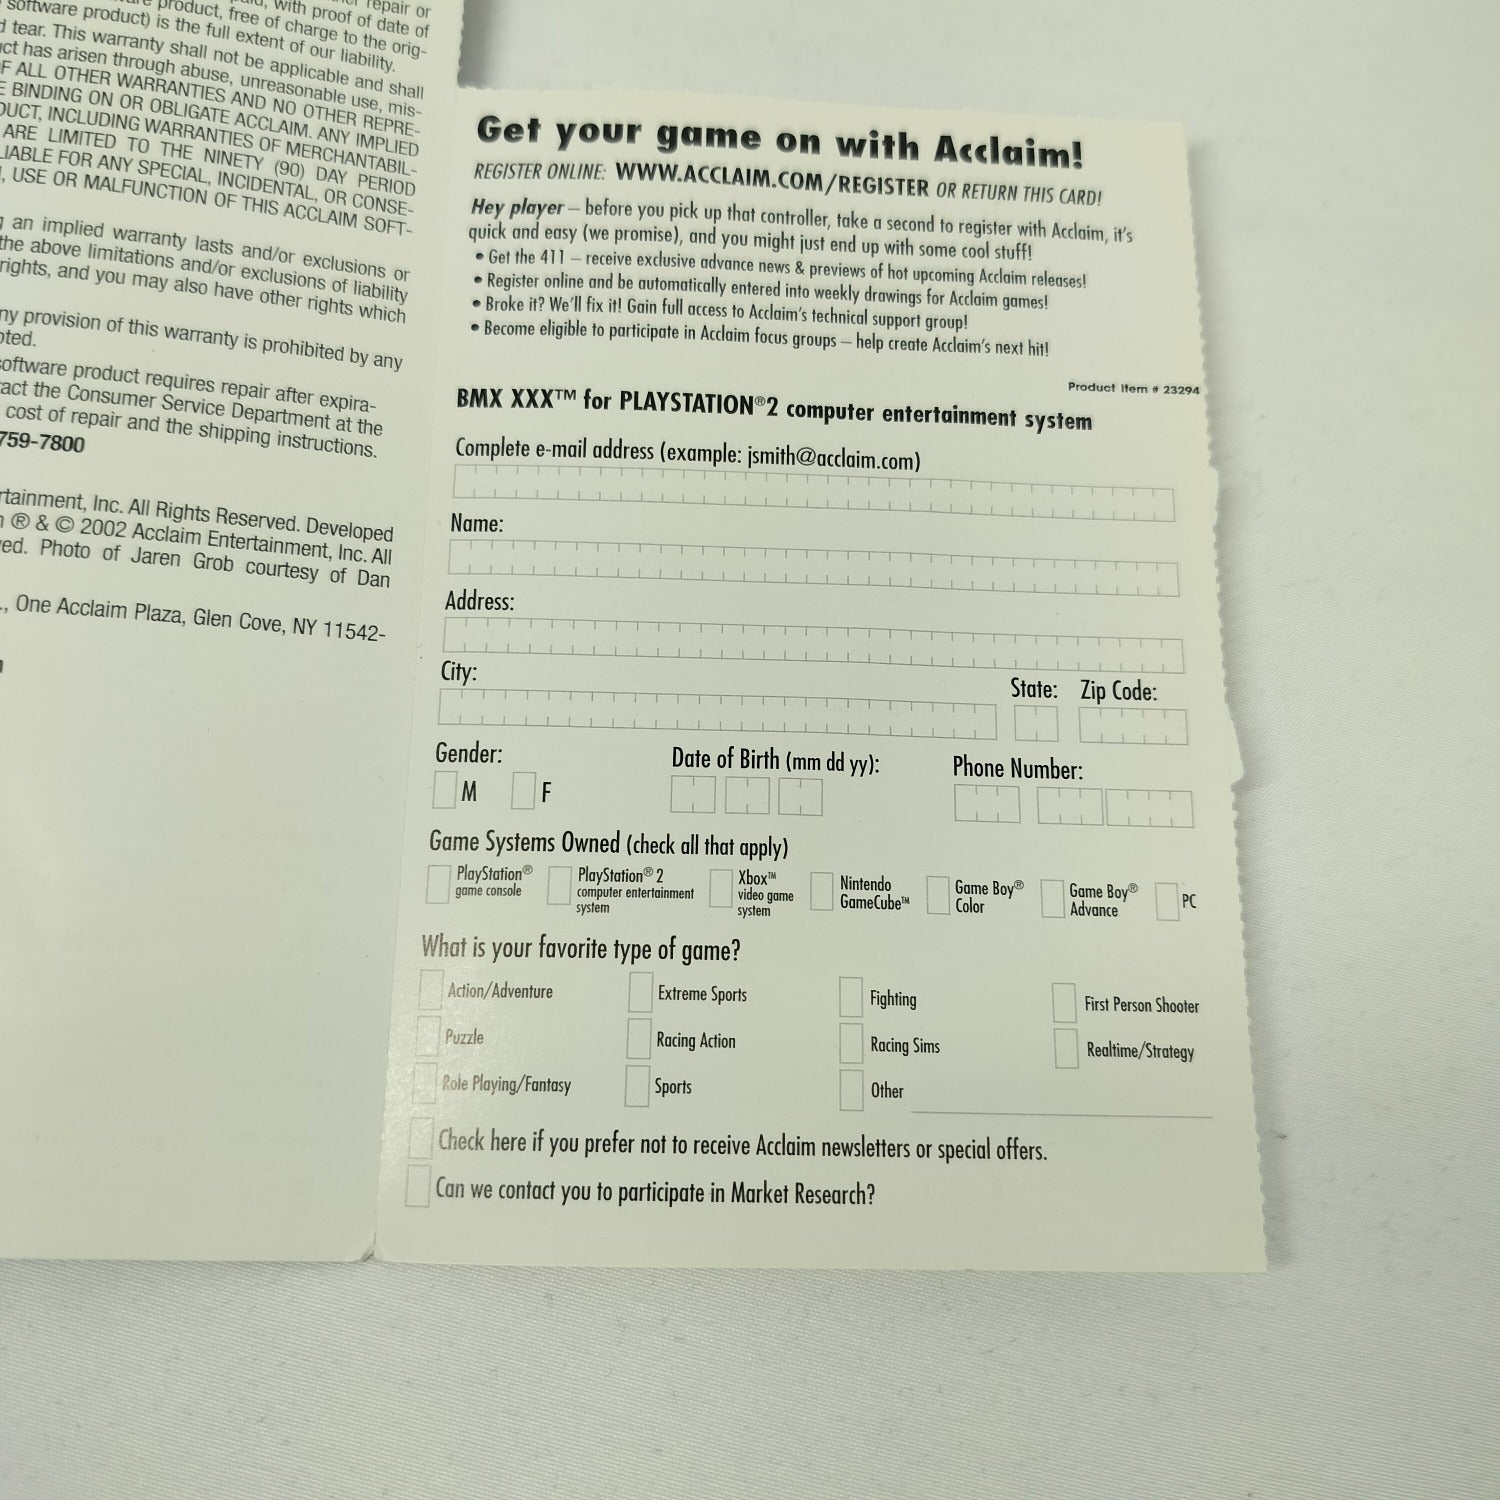 repair or
with proof of date of
product, free of charge to the orig-
software product) is the full extent of our liability.
tear. This warranty shall not be applicable and shall
has arisen through abuse, unreasonable use, mis-
ALL OTHER WARRANTIES AND NO OTHER REPRE-
BINDING ON OR OBLIGATE ACCLAIM. ANY IMPLIED
INCLUDING WARRANTIES OF MERCHANTABIL-
ARE LIMITED TO THE NINETY (90) DAY PERIOD
FOR ANY SPECIAL, INCIDENTAL, OR CONSE-
USE OR MALFUNCTION OF THIS ACCLAIM SOFT-
an implied warranty lasts and/or exclusions or
the above limitations and/or exclusions of liability
rights, and you may also have other rights which
provision of this warranty is prohibited by any
software product requires repair after expira-
contact the Consumer Service Department at the
cost of repair and the shipping instructions.
759-7800
Inc. All Rights Reserved. Developed
® & © 2002 Acclaim Entertainment, Inc. All
Photo of Jaren Grob courtesy of Dan
One Acclaim Plaza, Glen Cove, NY 11542-
Get your game on with Acclaim!
REGISTER ONLINE: WWW.ACCLAIM.COM/REGISTER OR RETURN THIS CARD!
Hey player – before you pick up that controller, take a second to register with Acclaim, it's
quick and easy (we promise), and you might just end up with some cool stuff!
• Get the 411 – receive exclusive advance news & previews of hot upcoming Acclaim releases!
• Register online and be automatically entered into weekly drawings for Acclaim games!
• Broke it? We'll fix it! Gain full access to Acclaim's technical support group!
• Become eligible to participate in Acclaim focus groups – help create Acclaim's next hit!
Product Item # 23294
BMX XXX™ for PLAYSTATION®2 computer entertainment system
Complete e-mail address (example: jsmith@acclaim.com)
Name:
Address:
City: State: Zip Code:
Gender: Date of Birth (mm dd yy): Phone Number:
M F
Game Systems Owned (check all that apply)
PlayStation® game console
PlayStation® 2 computer entertainment system
Xbox™ video game system
Nintendo GameCube™
Game Boy® Color
Game Boy® Advance
PC
What is your favorite type of game?
Action/Adventure Extreme Sports Fighting First Person Shooter
Puzzle Racing Action Racing Sims Realtime/Strategy
Role Playing/Fantasy Sports Other
Check here if you prefer not to receive Acclaim newsletters or special offers.
Can we contact you to participate in Market Research?